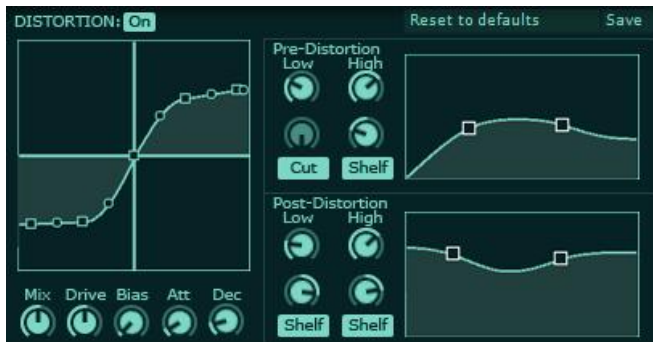 DISTORTION: On
Reset to defaults Save
Pre-Distortion
Low High
Cut Shelf
Post-Distortion
Low High
Shelf Shelf
Mix Drive Bias Att Dec